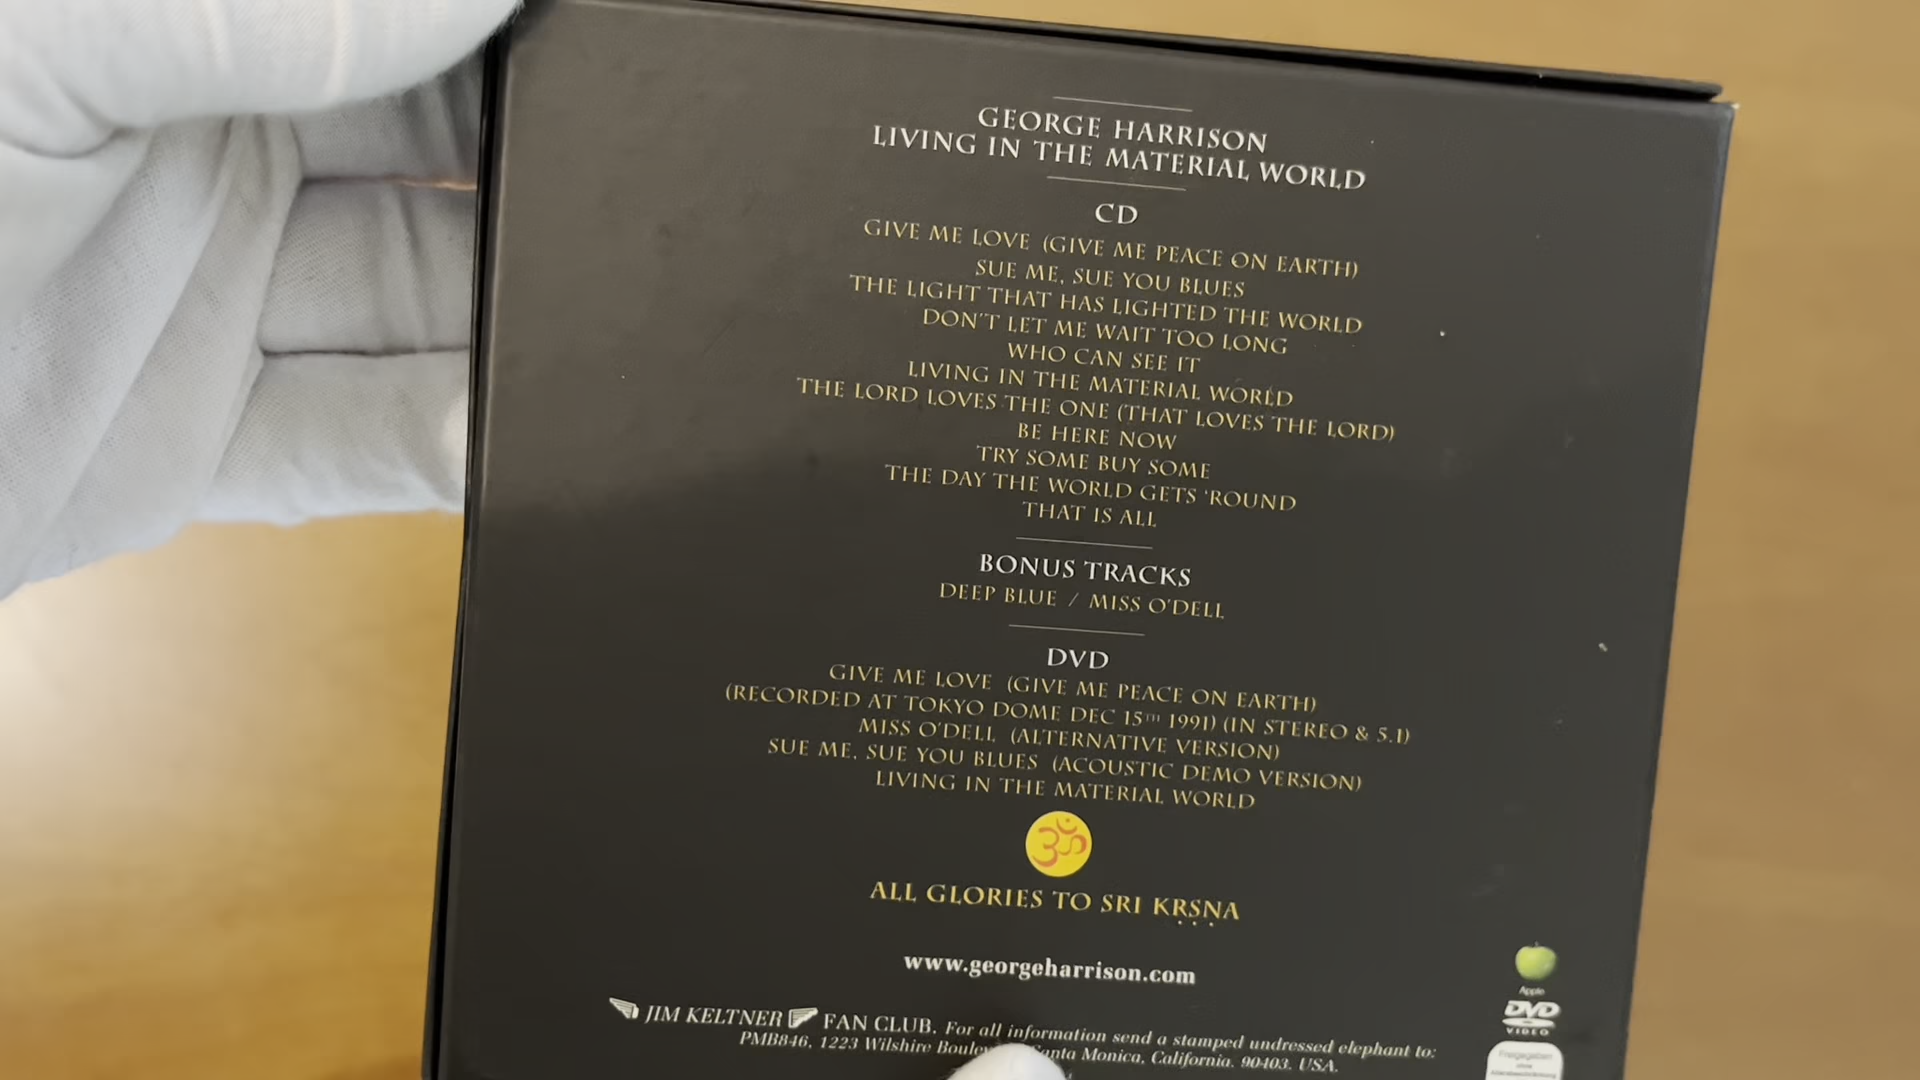 GEORGE HARRISON
LIVING IN THE MATERIAL WORLD
CD
GIVE ME LOVE (GIVE ME PEACE ON EARTH)
SUE ME, SUE YOU BLUES
THE LIGHT THAT HAS LIGHTED THE WORLD
DON'T LET ME WAIT TOO LONG
WHO CAN SEE IT
LIVING IN THE MATERIAL WORLD
THE LORD LOVES THE ONE (THAT LOVES THE LORD)
BE HERE NOW
TRY SOME BUY SOME
THE DAY THE WORLD GETS 'ROUND
THAT IS ALL
BONUS TRACKS
DEEP BLUE / MISS O'DELL
DVD
GIVE ME LOVE (GIVE ME PEACE ON EARTH)
(RECORDED AT TOKYO DOME DEC 15TH 1991) (IN STEREO & 5.1)
MISS O'DELL (ALTERNATIVE VERSION)
SUE ME, SUE YOU BLUES (ACOUSTIC DEMO VERSION)
LIVING IN THE MATERIAL WORLD
ॐ
ALL GLORIES TO SRI KṚṢṆA
www.georgeharrison.com
JIM KELTNER FAN CLUB. For all information send a stamped undressed elephant to:
PMB846, 1223 Wilshire Monica, California. 90403. USA.
Apple
DVD
VIDEO
Freigegeben
ohne